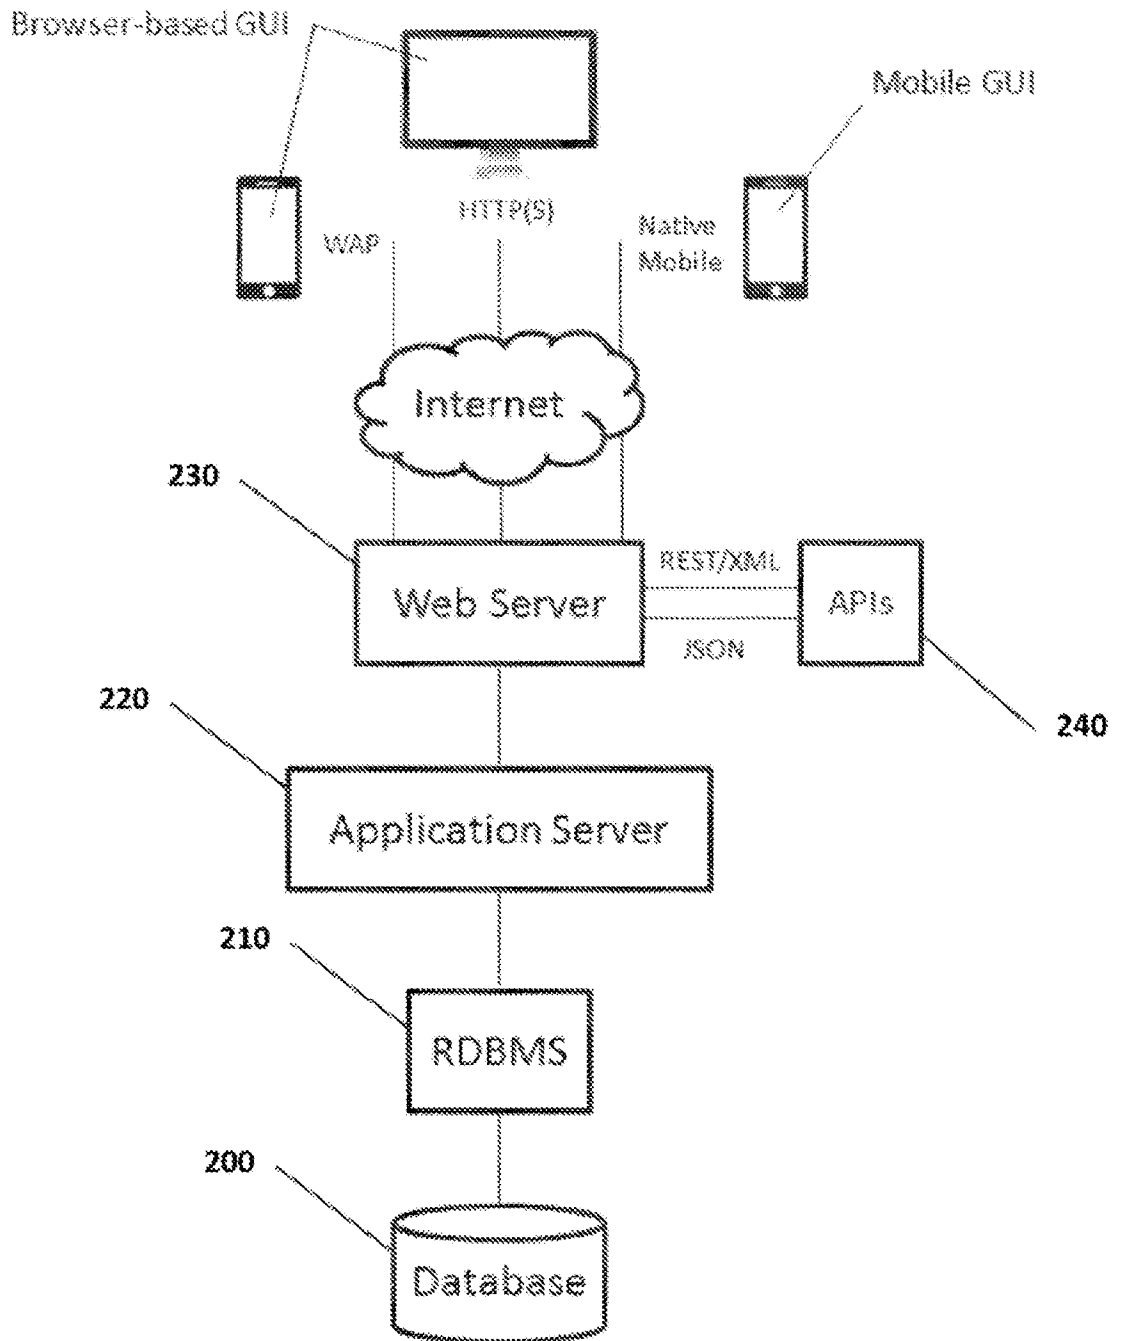 Browser-based GUI
Mobile GUI
HTTP(S)
WAP
Native
Mobile
Internet
230
Web Server
REST/XML
JSON
APIs
240
220
Application Server
210
RDBMS
200
Database